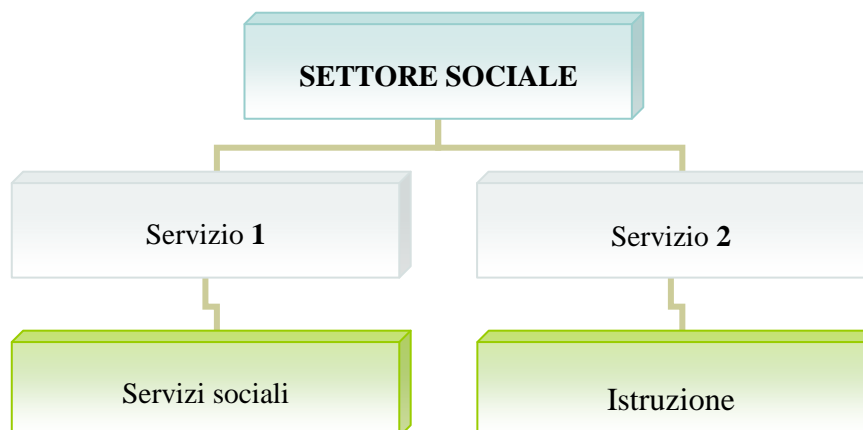 SETTORE SOCIALE
Servizio 1
Servizio 2
Servizi sociali
Istruzione